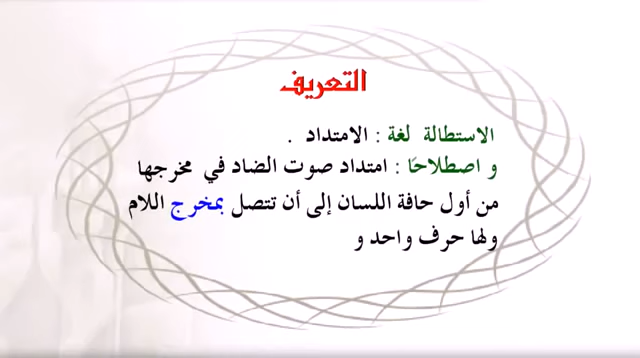 التعريف
الاستطالة لغة : الامتداد .
و اصطلاحًا : امتداد صوت الضاد في مخرجها
من أول حافة اللسان إلى أن تتصل بمخرج اللام
ولها حرف واحد و